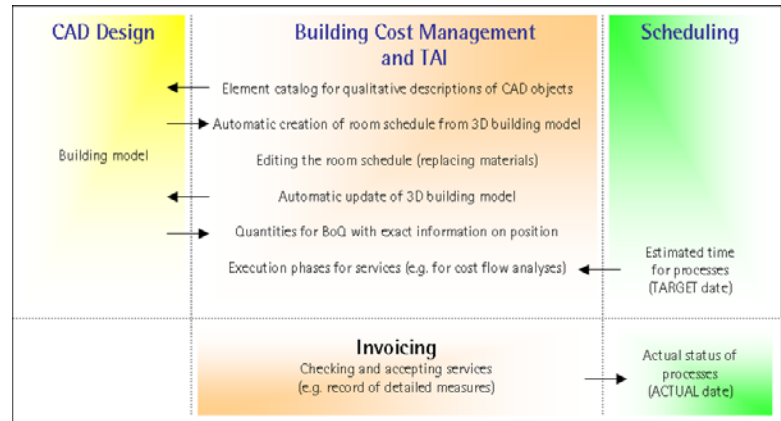 CAD Design
Building model
Building Cost Management
and TAI
Element catalog for qualitative descriptions of CAD objects
Automatic creation of room schedule from 3D building model
Editing the room schedule (replacing materials)
Automatic update of 3D building model
Quantities for BoQ with exact information on position
Execution phases for services (e.g. for cost flow analyses)
Scheduling
Estimated time
for processes
(TARGET date)
Invoicing
Checking and accepting services
(e.g. record of detailed measures)
Actual status of
processes
(ACTUAL date)